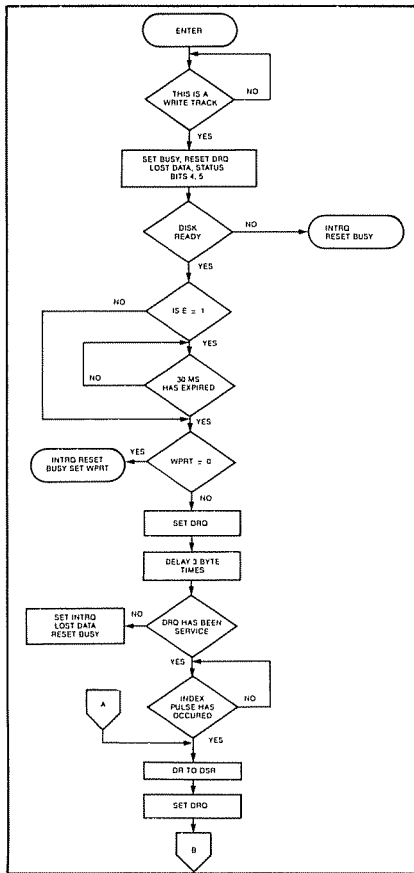 ENTER
THIS IS A
WRITE TRACK
NO
YES
SET BUSY, RESET DRQ
LOST DATA, STATUS
BITS 4, 5
DISK
READY
NO
INTRQ
RESET BUSY
YES
NO
IS E = 1
YES
NO
30 MS
HAS EXPIRED
YES
YES
INTRQ RESET
BUSY SET WPRT
WPRT = 0
NO
SET DRQ
DELAY 3 BYTE
TIMES
SET INTRQ
LOST DATA
RESET BUSY
NO
DRQ HAS BEEN
SERVICE
YES
A
INDEX
PULSE HAS
OCCURED
NO
YES
DR TO DSR
SET DRQ
B